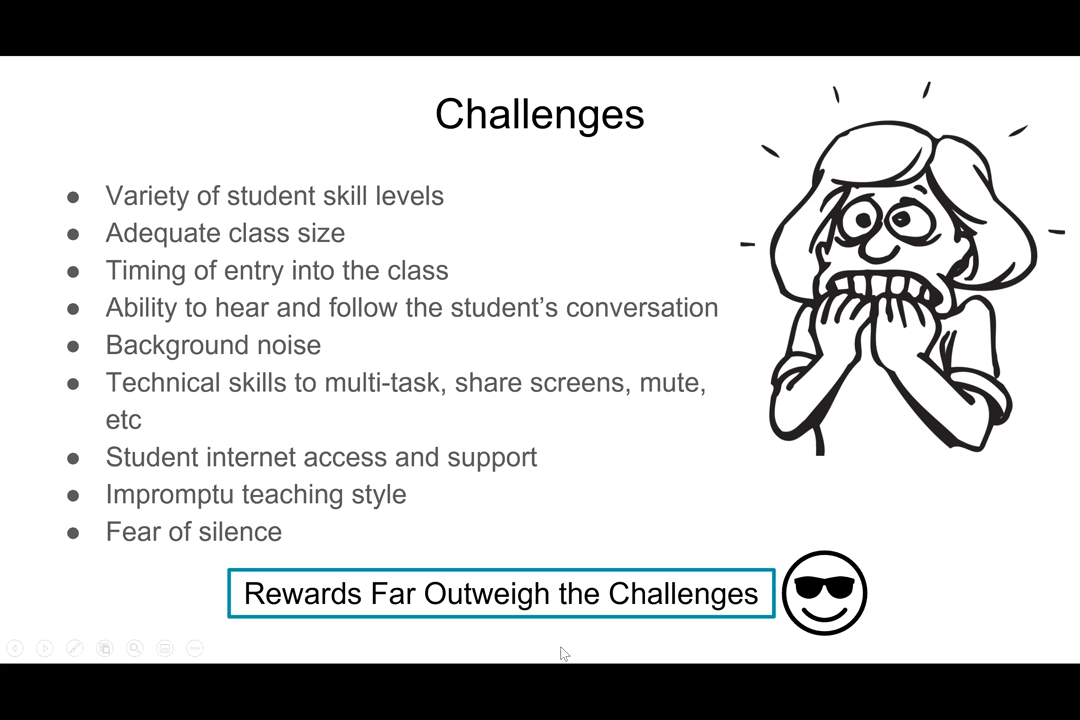 Challenges
● Variety of student skill levels
● Adequate class size
● Timing of entry into the class
● Ability to hear and follow the student’s conversation
● Background noise
● Technical skills to multi-task, share screens, mute,
etc
● Student internet access and support
● Impromptu teaching style
● Fear of silence
Rewards Far Outweigh the Challenges